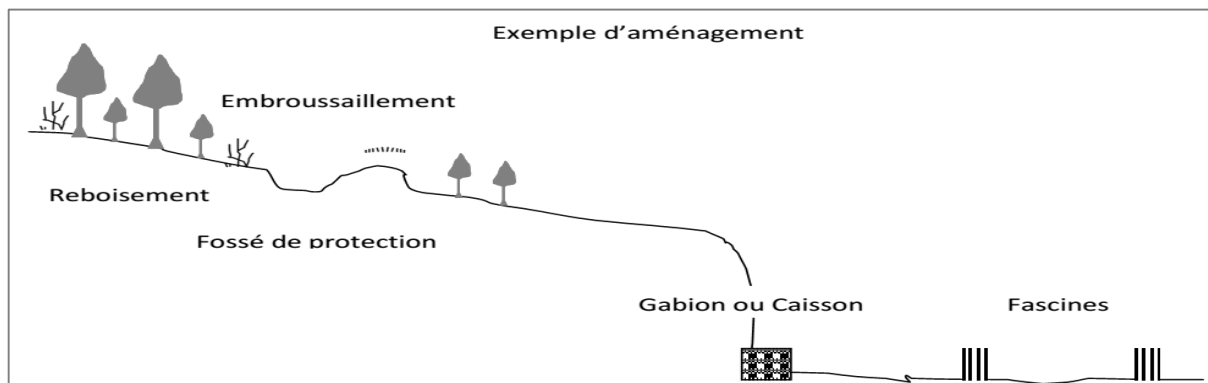 Exemple d’aménagement
Embroussaillement
Reboisement
Fossé de protection
Gabion ou Caisson
Fascines